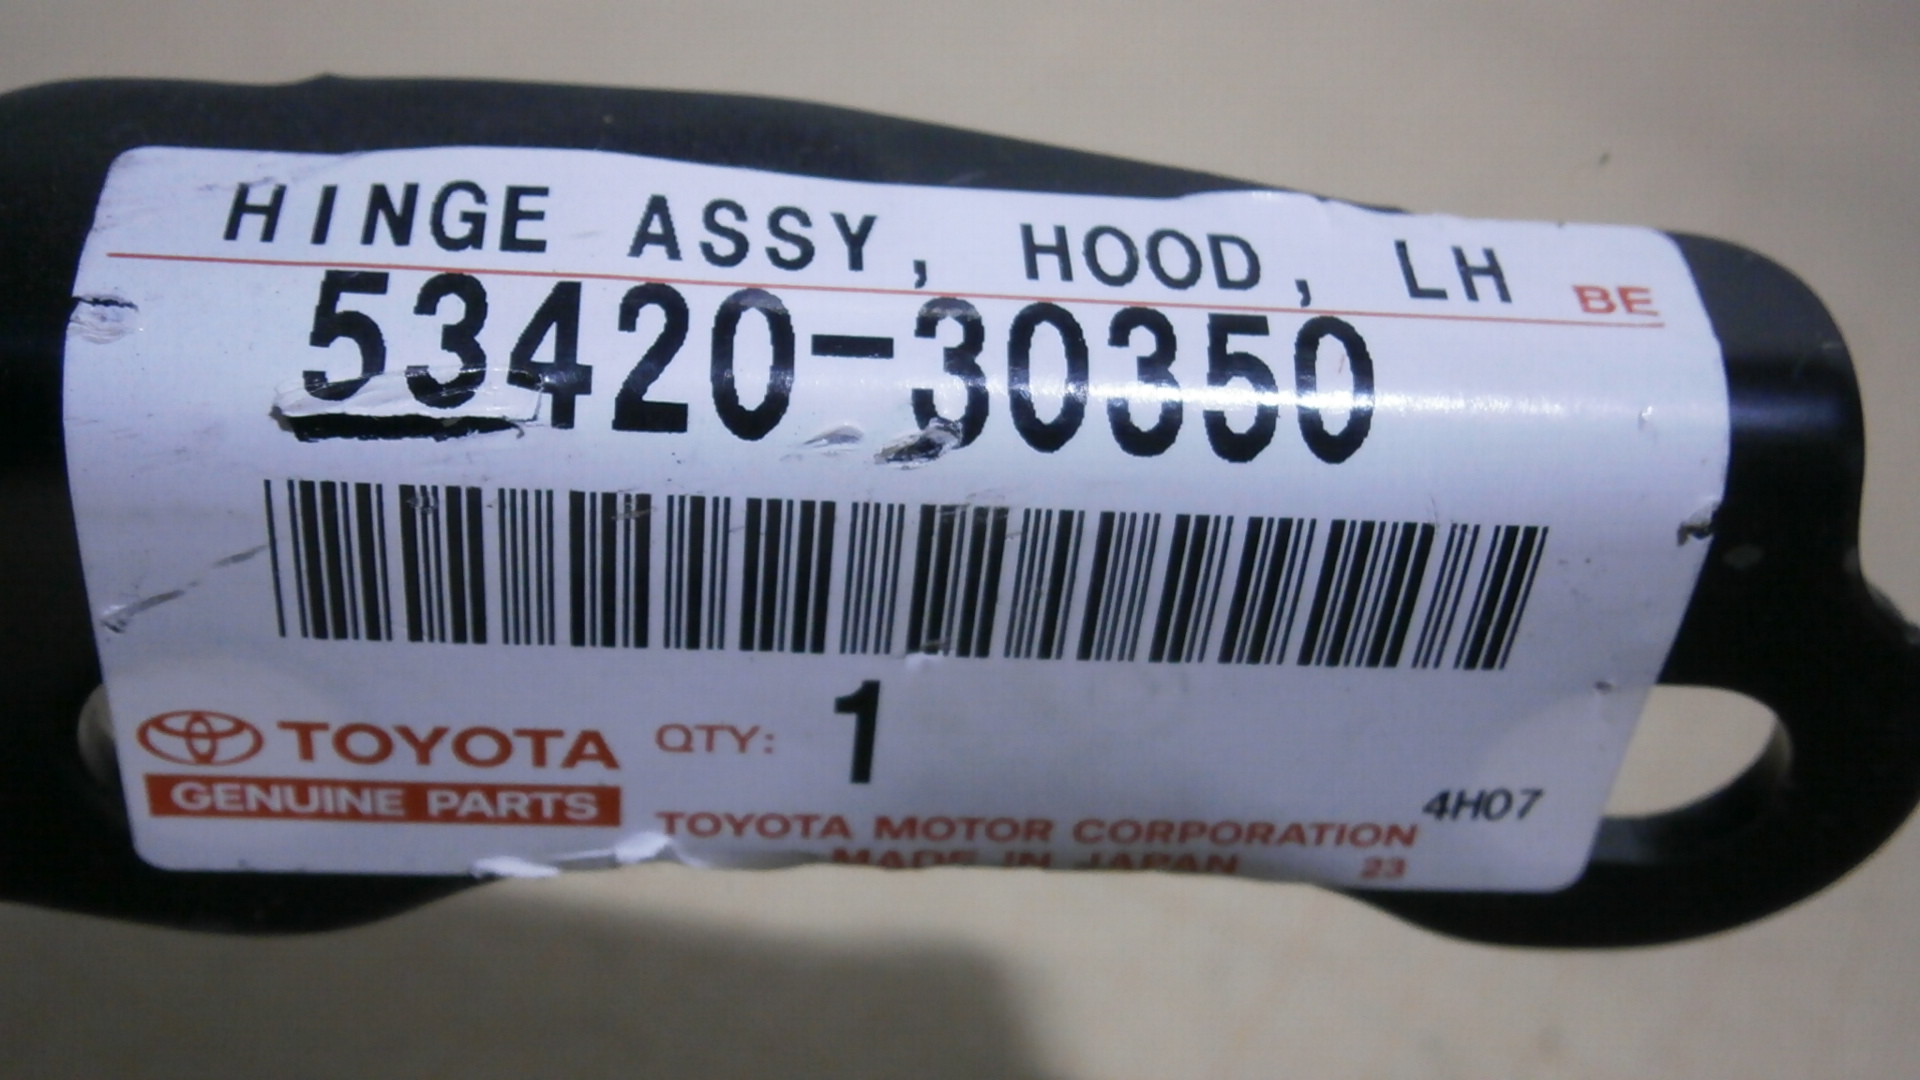 HINGE ASSY, HOOD, LH BE
53420-30350
TOYOTA QTY: 1
GENUINE PARTS
4H07
TOYOTA MOTOR CORPORATION
MADE IN JAPAN 23